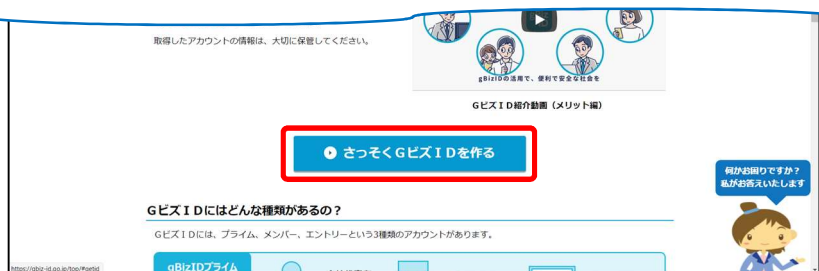 取得したアカウントの情報は、大切に保管してください。
gBizIDの活用で、便利で安全な社会を
GビズID紹介動画（メリット編）
さっそくGビズIDを作る
何かお困りですか？
私がお答えいたします
GビズIDにはどんな種類があるの？
GビズIDには、プライム、メンバー、エントリーという3種類のアカウントがあります。
gBizIDプライム
https://gbiz-id.go.jp/top/#getid